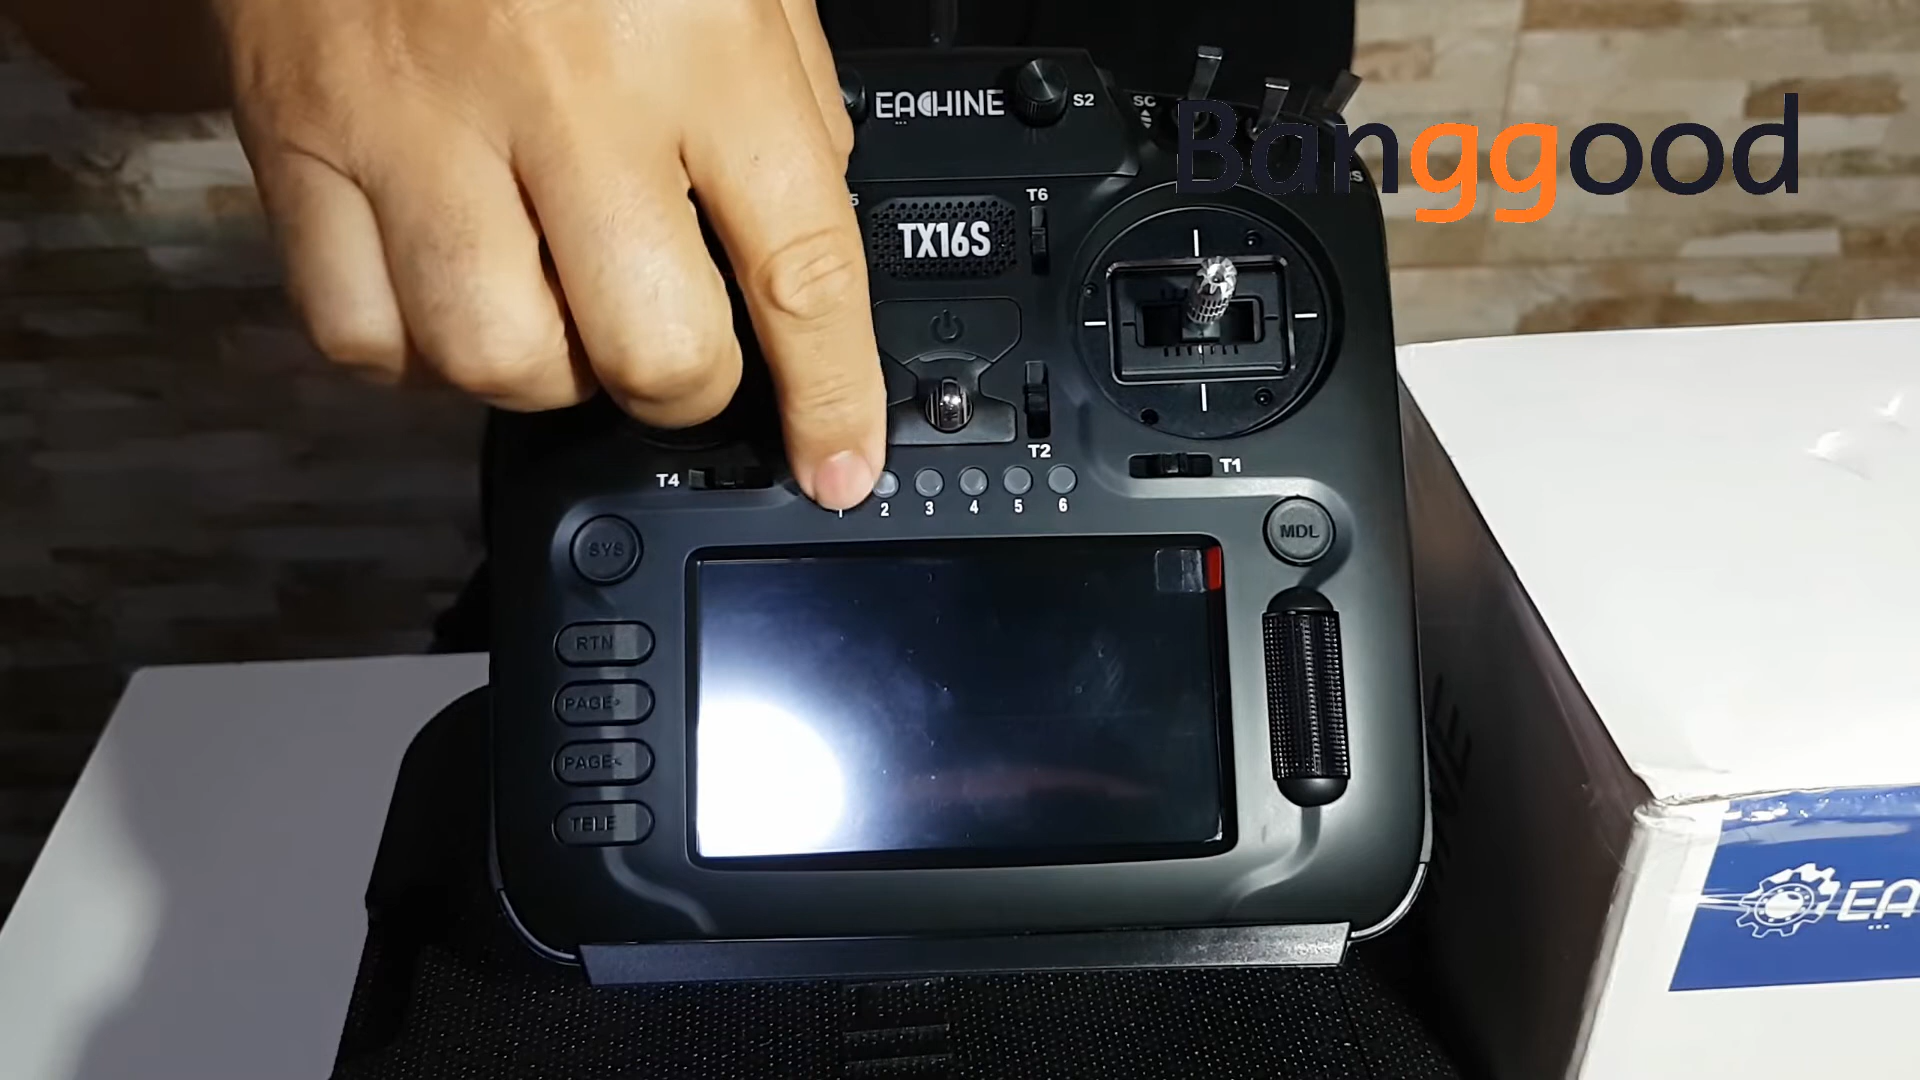 EACHINE
S2
SC
Banggood
T6
TX16S
T2
T4
T1
1 2 3 4 5 6
SYS
MDL
RTN
PAGE>
PAGE<
TELE
EA